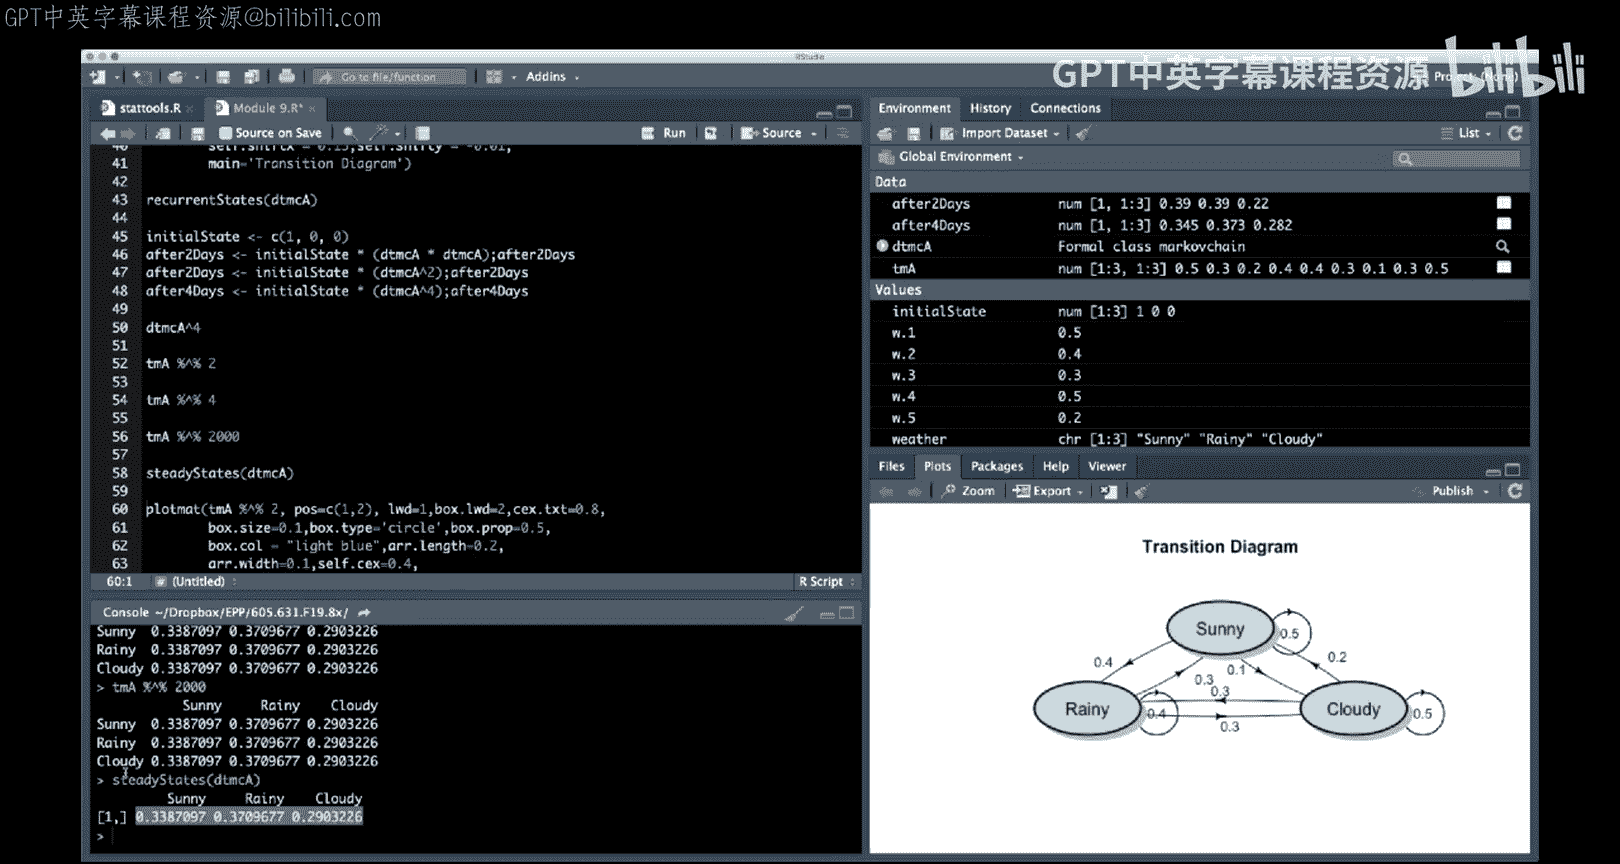 GPT中英字幕课程资源@bilibili.com
RStudio
GPT中英字幕课程资源 bilibili
Go to file/function Addins
stattools.R Module 9.R*
Source on Save Run Source
41 main='Transition Diagram')
42
43 recurrentStates(dtmcA)
44
45 initialState <- c(1, 0, 0)
46 after2Days <- initialState * (dtmcA * dtmcA);after2Days
47 after2Days <- initialState * (dtmcA^2);after2Days
48 after4Days <- initialState * (dtmcA^4);after4Days
49
50 dtmcA^4
51
52 tmA %^% 2
53
54 tmA %^% 4
55
56 tmA %^% 2000
57
58 steadyStates(dtmcA)
59
60 plotmat(tmA %^% 2, pos=c(1,2), lwd=1,box.lwd=2,cex.txt=0.8,
61 box.size=0.1,box.type='circle',box.prop=0.5,
62 box.col = "light blue",arr.length=0.2,
63 arr.width=0.1,self.cex=0.4,
60:1 # (Untitled) R Script
Console ~/Dropbox/EPP/605.631.F19.8x/
Sunny 0.3387097 0.3709677 0.2903226
Rainy 0.3387097 0.3709677 0.2903226
Cloudy 0.3387097 0.3709677 0.2903226
> tmA %^% 2000
Sunny Rainy Cloudy
Sunny 0.3387097 0.3709677 0.2903226
Rainy 0.3387097 0.3709677 0.2903226
Cloudy 0.3387097 0.3709677 0.2903226
> steadyStates(dtmcA)
Sunny Rainy Cloudy
[1,] 0.3387097 0.3709677 0.2903226
>
Environment History Connections
Import Dataset List
Global Environment
Data
after2Days num [1, 1:3] 0.39 0.39 0.22
after4Days num [1, 1:3] 0.345 0.373 0.282
dtmcA Formal class markovchain
tmA num [1:3, 1:3] 0.5 0.3 0.2 0.4 0.4 0.3 0.1 0.3 0.5
Values
initialState num [1:3] 1 0 0
w.1 0.5
w.2 0.4
w.3 0.3
w.4 0.5
w.5 0.2
weather chr [1:3] "Sunny" "Rainy" "Cloudy"
Files Plots Packages Help Viewer
Zoom Export Publish
Transition Diagram
Sunny 0.5
0.4 0.3 0.1 0.2
0.3
Rainy 0.4 Cloudy 0.5
0.3